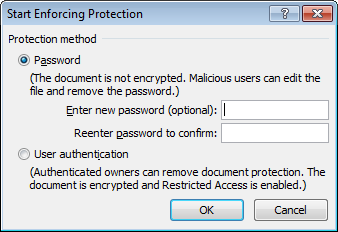 Start Enforcing Protection
Protection method
Password
(The document is not encrypted. Malicious users can edit the
file and remove the password.)
Enter new password (optional):
Reenter password to confirm:
User authentication
(Authenticated owners can remove document protection. The
document is encrypted and Restricted Access is enabled.)
OK Cancel